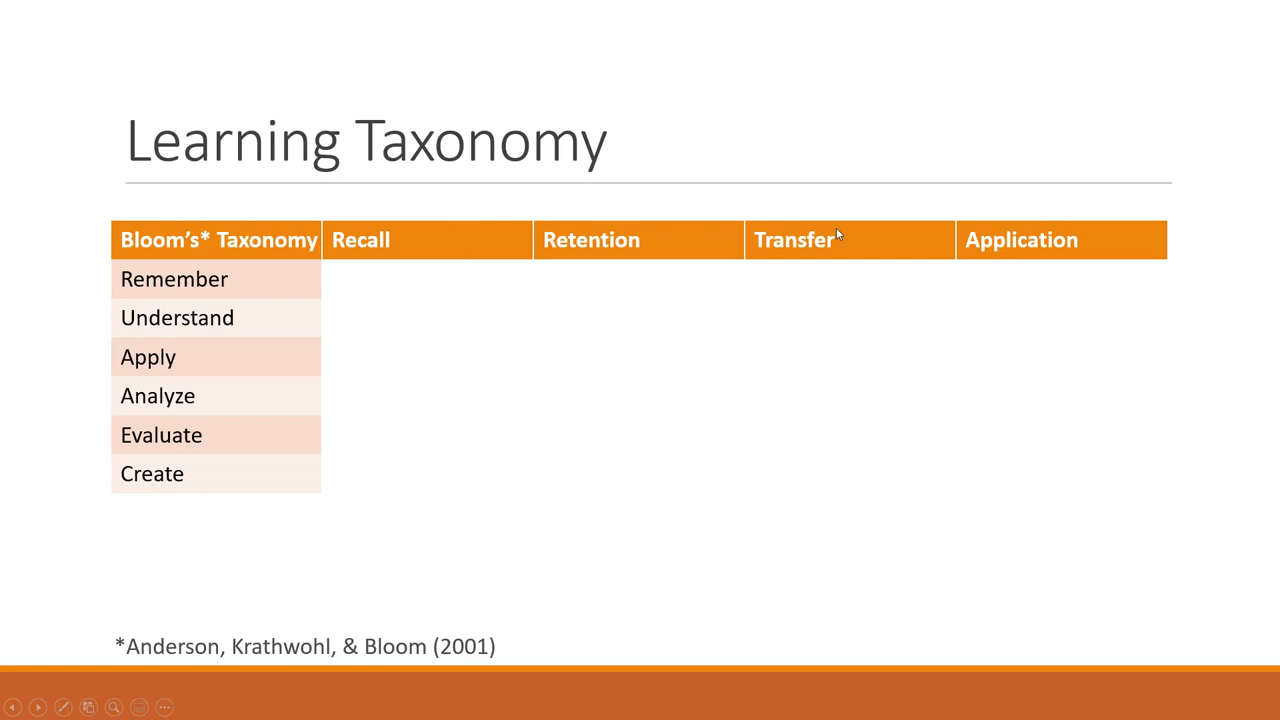 Learning Taxonomy
Bloom's* Taxonomy Recall Retention Transfer Application
Remember
Understand
Apply
Analyze
Evaluate
Create
*Anderson, Krathwohl, & Bloom (2001)